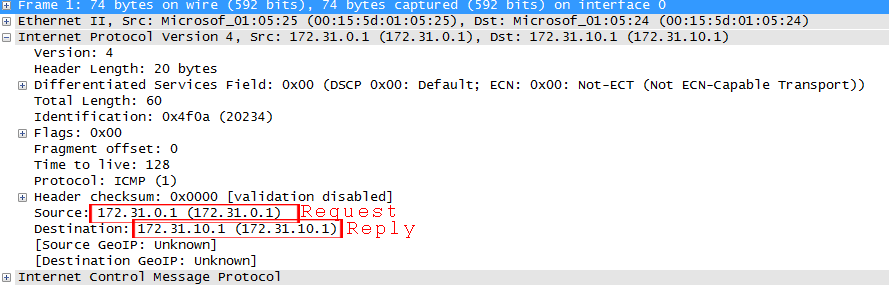 Frame 1: 74 bytes on wire (592 bits), 74 bytes captured (592 bits) on interface 0
Ethernet II, Src: Microsof_01:05:25 (00:15:5d:01:05:25), Dst: Microsof_01:05:24 (00:15:5d:01:05:24)
Internet Protocol Version 4, Src: 172.31.0.1 (172.31.0.1), Dst: 172.31.10.1 (172.31.10.1)
Version: 4
Header Length: 20 bytes
Differentiated Services Field: 0x00 (DSCP 0x00: Default; ECN: 0x00: Not-ECT (Not ECN-Capable Transport))
Total Length: 60
Identification: 0x4f0a (20234)
Flags: 0x00
Fragment offset: 0
Time to live: 128
Protocol: ICMP (1)
Header checksum: 0x0000 [validation disabled]
Source: 172.31.0.1 (172.31.0.1) Request
Destination: 172.31.10.1 (172.31.10.1) Reply
[Source GeoIP: Unknown]
[Destination GeoIP: Unknown]
Internet Control Message Protocol